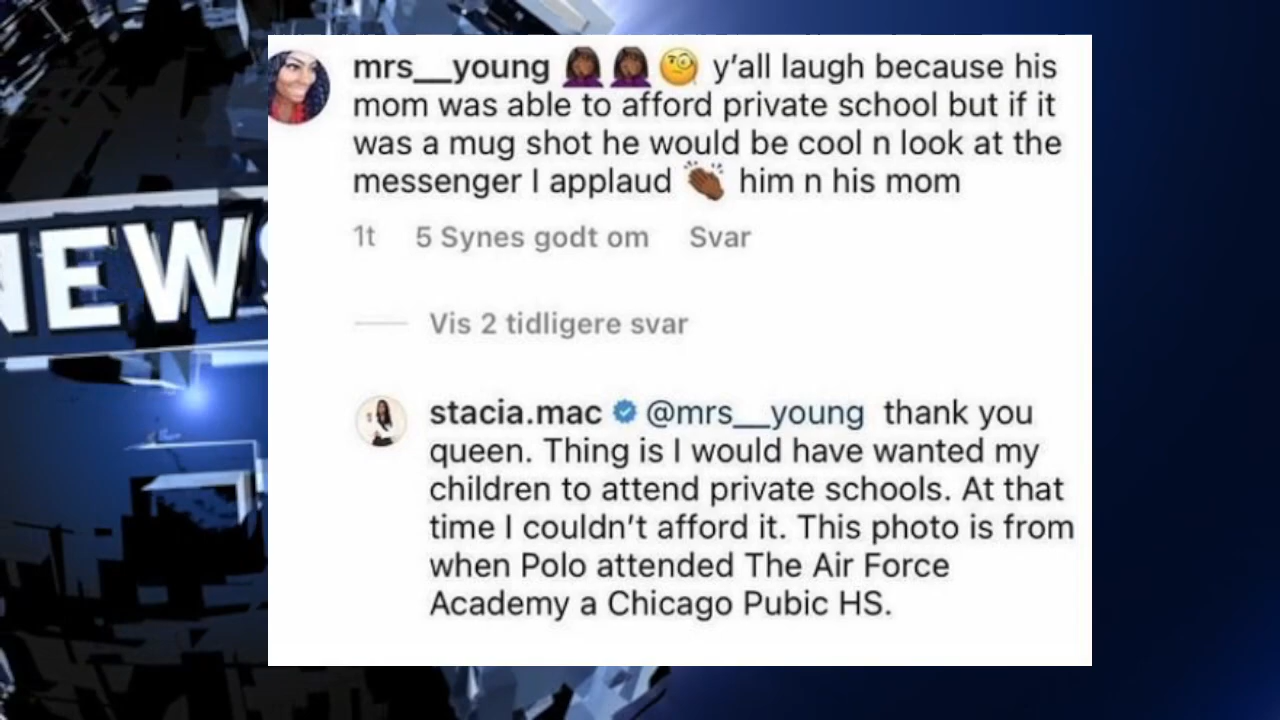 NEWS
mrs__young 🤦🏾‍♀️🤦🏾‍♀️🧐 y'all laugh because his
mom was able to afford private school but if it
was a mug shot he would be cool n look at the
messenger I applaud 👏🏾 him n his mom
1t 5 Synes godt om Svar
Vis 2 tidligere svar
stacia.mac @mrs__young thank you
queen. Thing is I would have wanted my
children to attend private schools. At that
time I couldn't afford it. This photo is from
when Polo attended The Air Force
Academy a Chicago Pubic HS.